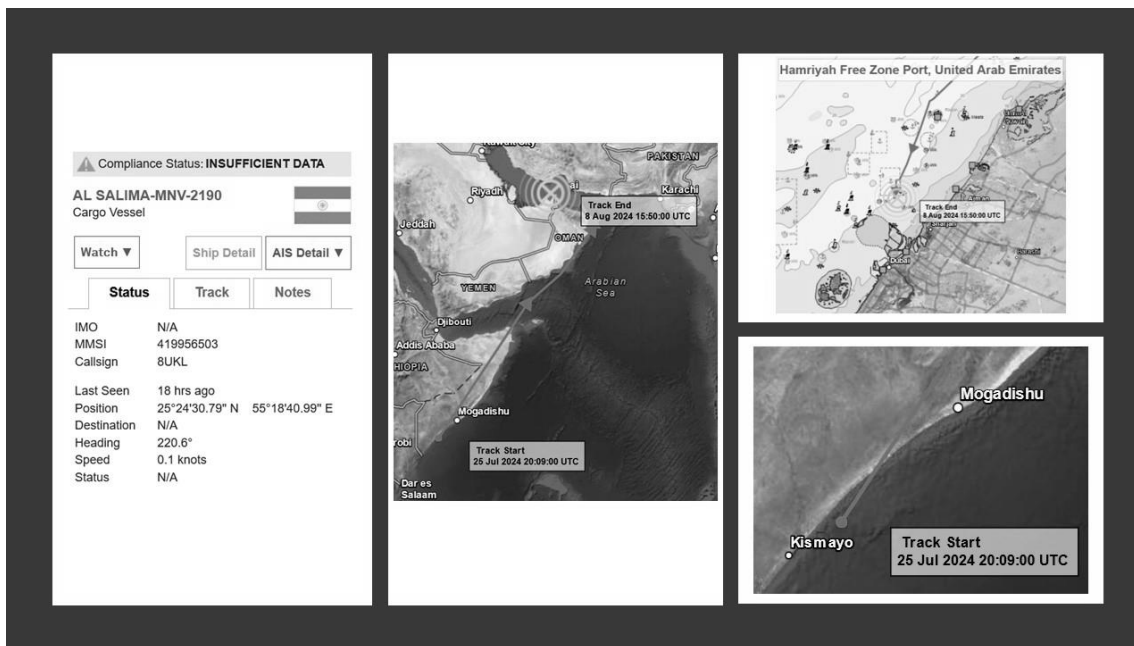 Compliance Status: INSUFFICIENT DATA
AL SALIMA-MNV-2190
Cargo Vessel
Watch ▼
Ship Detail
AIS Detail ▼
Status
Track
Notes
IMO N/A
MMSI 419956503
Callsign 8UKL
Last Seen 18 hrs ago
Position 25°24'30.79" N 55°18'40.99" E
Destination N/A
Heading 220.6°
Speed 0.1 knots
Status N/A
PAKISTAN
Riyadh
Karachi
Track End
8 Aug 2024 15:50:00 UTC
Jeddah
OMAN
YEMEN
Arabian
Sea
Djibouti
Addis Ababa
HIOPIA
Mogadishu
robi
Track Start
25 Jul 2024 20:09:00 UTC
Dar es
Salaam
Hamriyah Free Zone Port, United Arab Emirates
Track End
8 Aug 2024 15:50:00 UTC
Dubai
Mogadishu
Kismayo
Track Start
25 Jul 2024 20:09:00 UTC